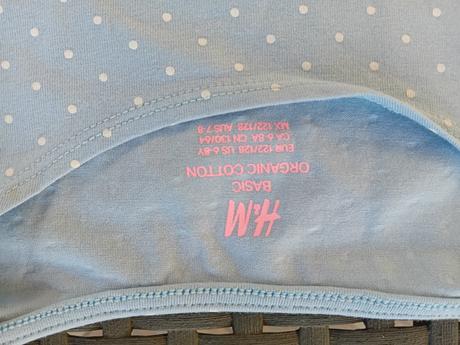 H&M
BASIC
ORGANIC COTTON
EUR 122/128 US 6-8Y
CA 6 8A CN 130/64
MX 122/128 AUS 7-8